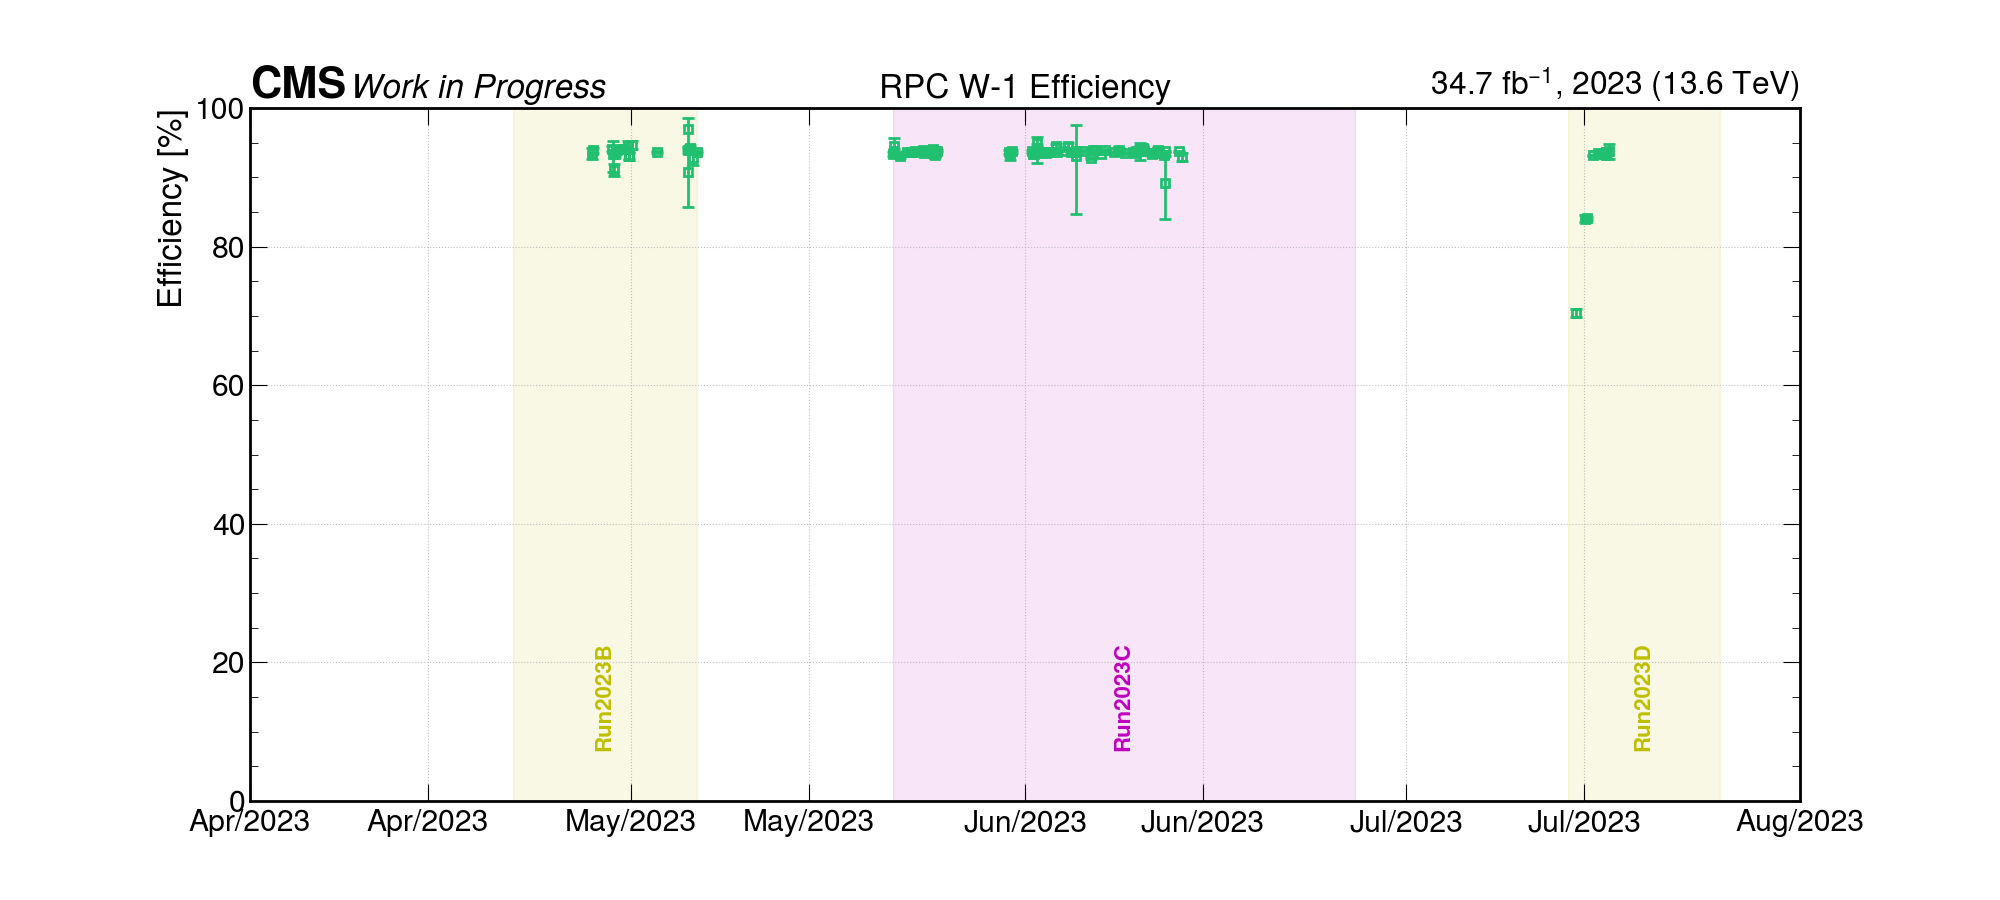 CMS Work in Progress
RPC W-1 Efficiency
34.7 fb⁻¹, 2023 (13.6 TeV)
Efficiency [%]
100
80
60
40
20
0
Run2023B
Run2023C
Run2023D
Apr/2023 Apr/2023 May/2023 May/2023 Jun/2023 Jun/2023 Jul/2023 Jul/2023 Aug/2023